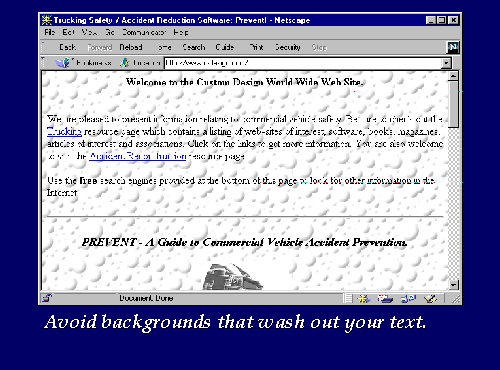 Trucking Safety / Accident Reduction Software: Prevent! - Netscape
File Edit View Go Communicator Help
Back Forward Reload Home Search Guide Print Security Stop
Bookmarks Location:
Welcome to the Custom Design World Wide Web Site.
We are pleased to present information relating to commercial vehicle safety. Be sure to check out the
Trucking resource page which contains a listing of web-sites of interest, software, books, magazines,
articles of interest and associations. Click on the links to get more information. You are also welcome
to visit the Accident Reconstruction resource page.
Use the free search engines provided at the bottom of this page to look for other information in the
Internet.
PREVENT - A Guide to Commercial Vehicle Accident Prevention.
Document: Done
Avoid backgrounds that wash out your text.